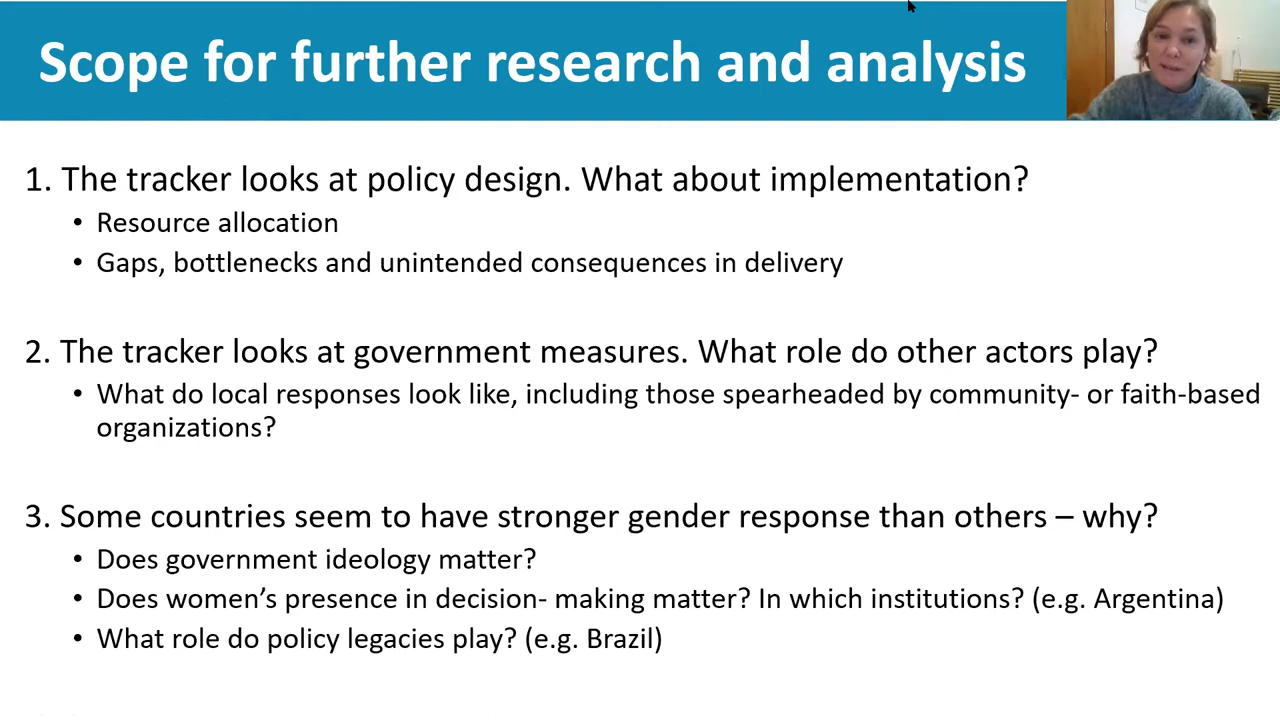 Scope for further research and analysis
1. The tracker looks at policy design. What about implementation?
• Resource allocation
• Gaps, bottlenecks and unintended consequences in delivery
2. The tracker looks at government measures. What role do other actors play?
• What do local responses look like, including those spearheaded by community- or faith-based
organizations?
3. Some countries seem to have stronger gender response than others – why?
• Does government ideology matter?
• Does women’s presence in decision- making matter? In which institutions? (e.g. Argentina)
• What role do policy legacies play? (e.g. Brazil)